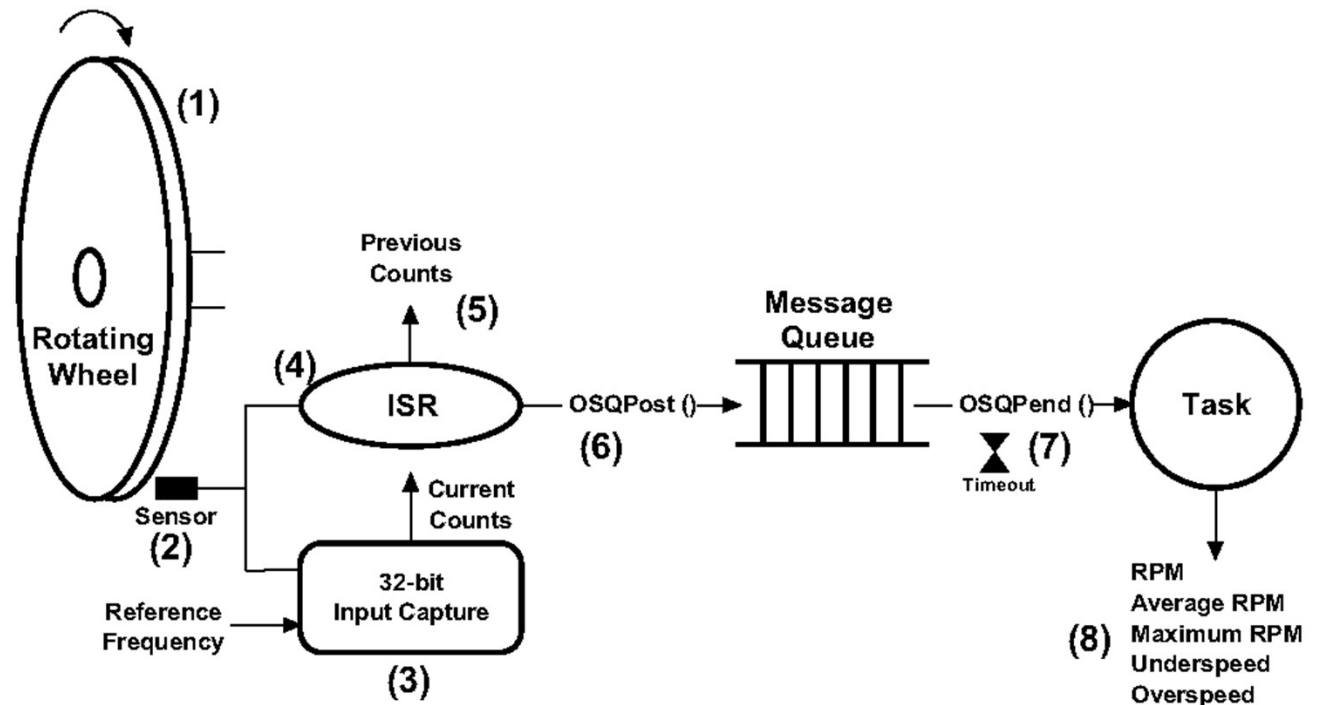 (1)
Rotating
Wheel
Sensor
(2)
Previous
Counts
(5)
(4)
ISR
Current
Counts
32-bit
Input Capture
Reference
Frequency
(3)
OSQPost ()
(6)
Message
Queue
OSQPend ()
(7)
Timeout
Task
(8)
RPM
Average RPM
Maximum RPM
Underspeed
Overspeed